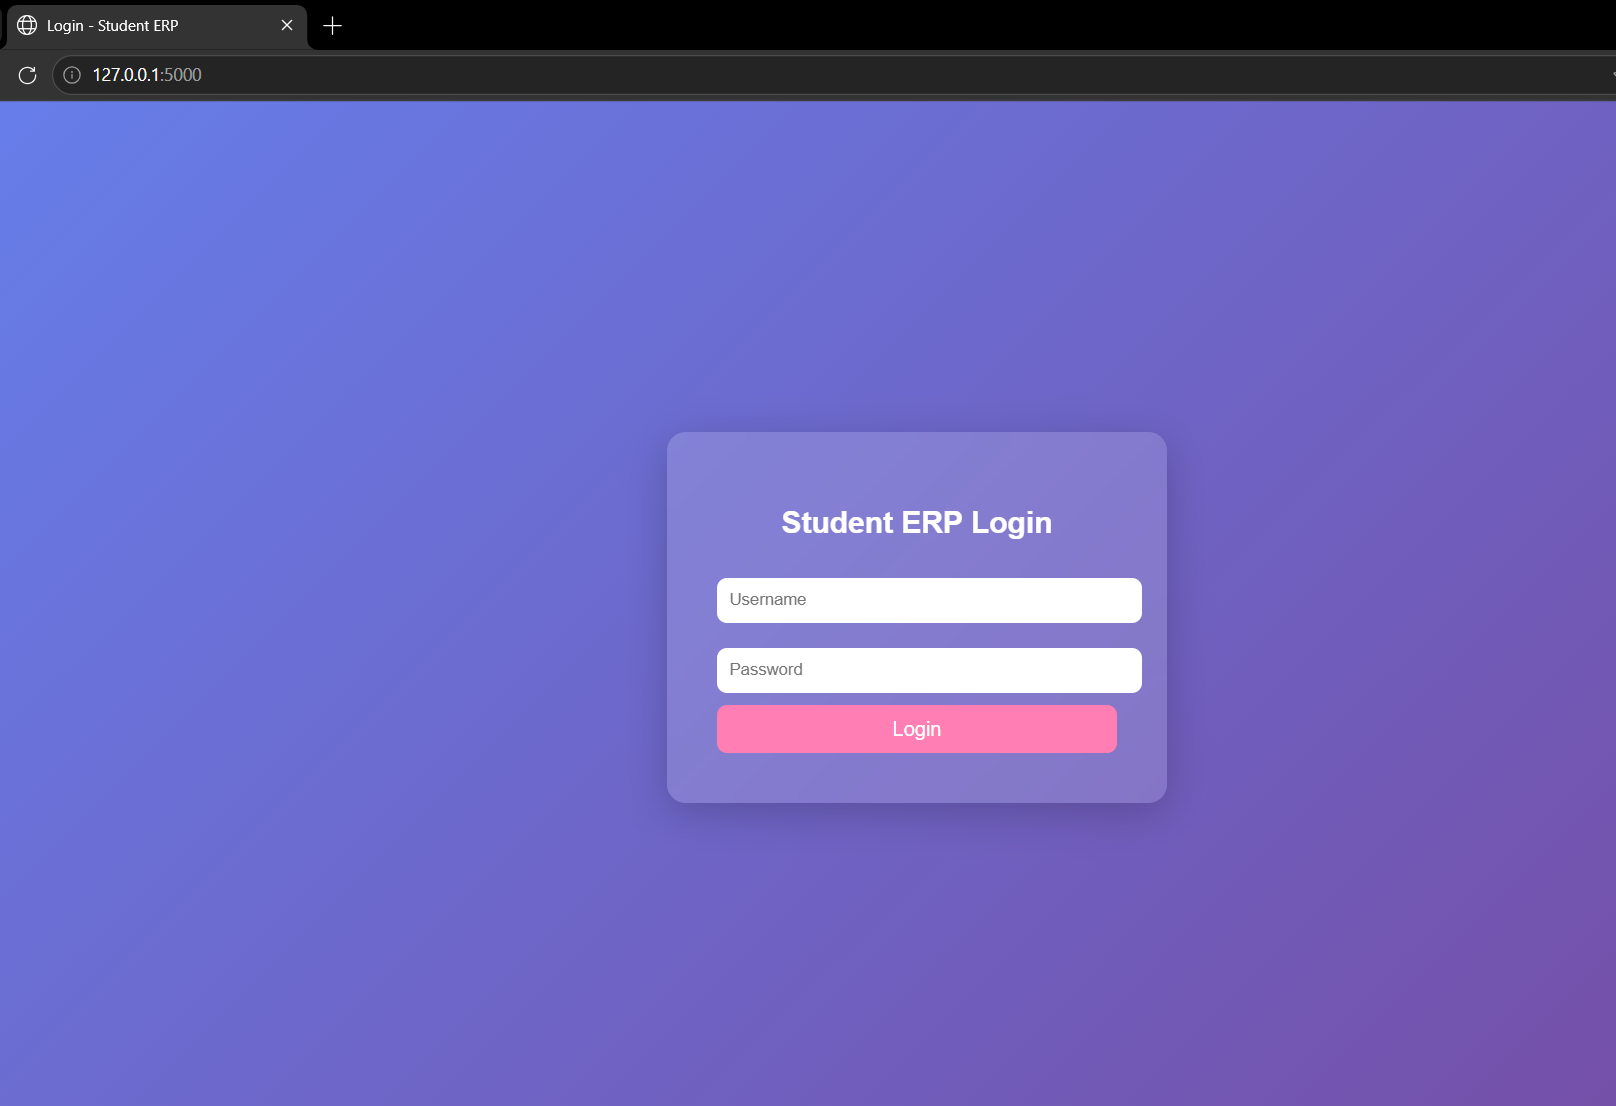 Login - Student ERP
127.0.0.1:5000
Student ERP Login
Username
Password
Login